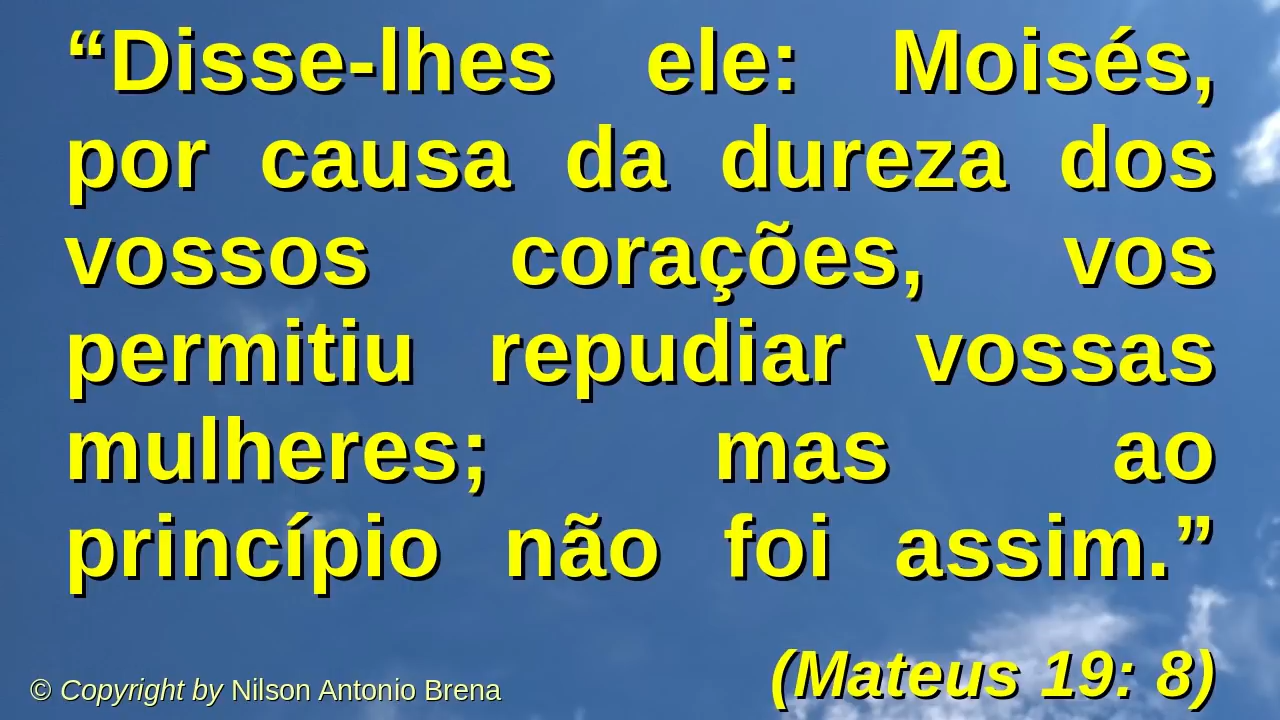 “Disse-lhes ele: Moisés,
por causa da dureza dos
vossos corações, vos
permitiu repudiar vossas
mulheres; mas ao
princípio não foi assim.”
(Mateus 19: 8)
© Copyright by Nilson Antonio Brena